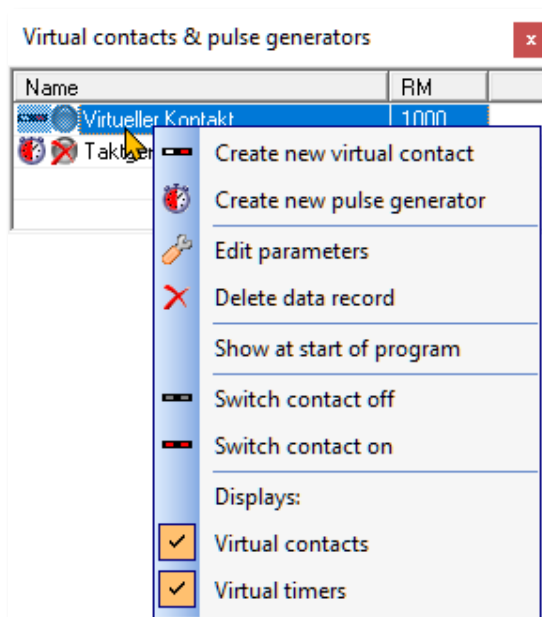 Virtual contacts & pulse generators
x
Name RM
Virtueller Kontakt 1000
Create new virtual contact
Create new pulse generator
Edit parameters
Delete data record
Show at start of program
Switch contact off
Switch contact on
Displays:
Virtual contacts
Virtual timers